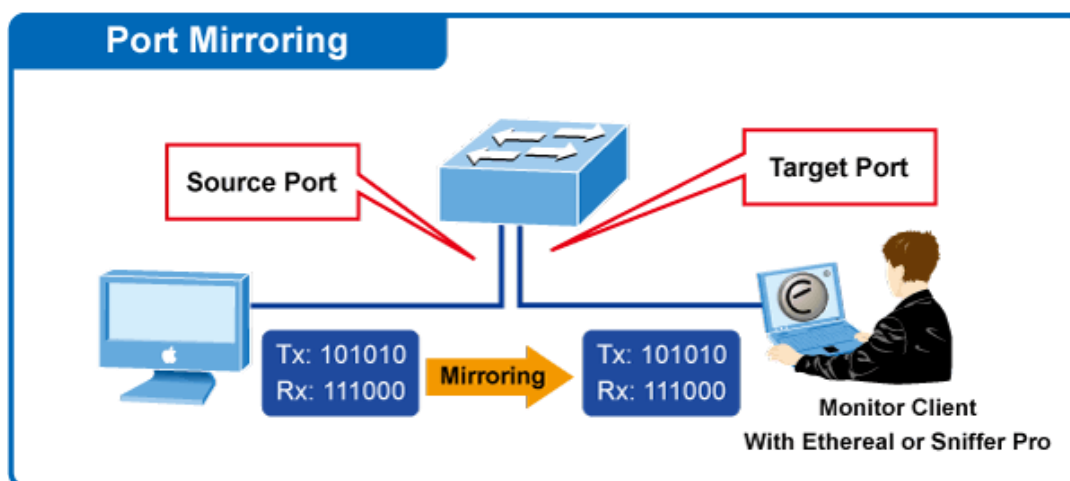 Port Mirroring
Source Port
Target Port
Tx: 101010
Rx: 111000
Mirroring
Tx: 101010
Rx: 111000
Monitor Client
With Ethereal or Sniffer Pro